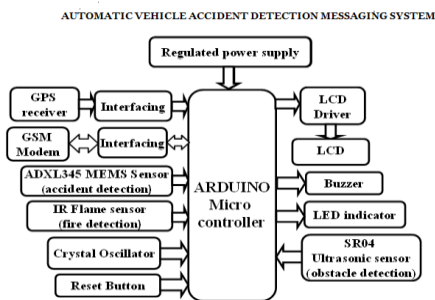 AUTOMATIC VEHICLE ACCIDENT DETECTION MESSAGING SYSTEM
Regulated power supply
GPS
receiver
Interfacing
LCD
Driver
GSM
Modem
Interfacing
LCD
ADXL345 MEMS Sensor
(accident detection)
ARDUINO
Micro
controller
Buzzer
IR Flame sensor
(fire detection)
LED indicator
Crystal Oscillator
SR04
Ultrasonic sensor
(obstacle detection)
Reset Button